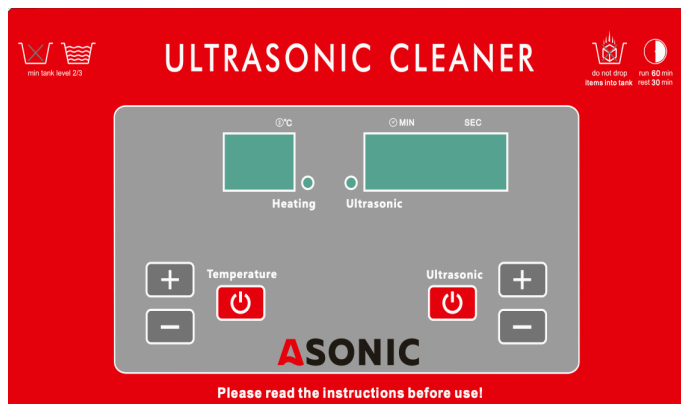 ULTRASONIC CLEANER
min tank level 2/3
do not drop
items into tank
run 60 min
rest 30 min
°C
MIN
SEC
Heating
Ultrasonic
Temperature
Ultrasonic
+
+
−
−
ASONIC
Please read the instructions before use!